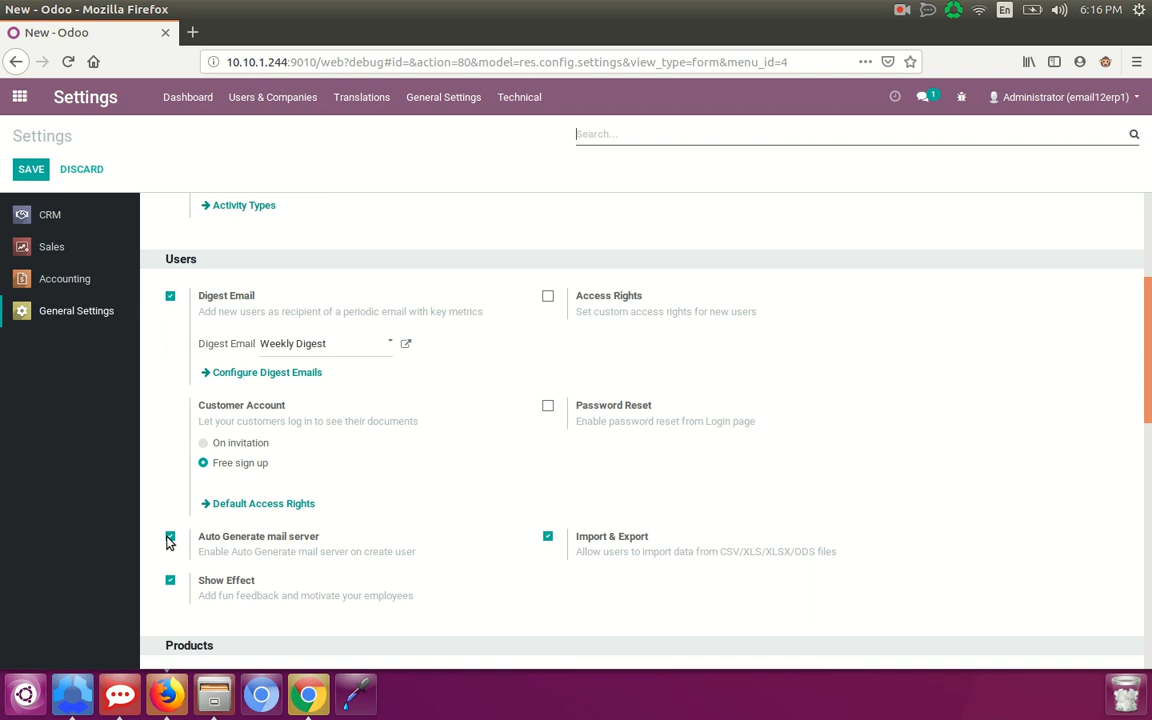 New - Odoo - Mozilla Firefox
En
6:16 PM
New - Odoo
10.10.1.244:9010/web?debug#id=&action=80&model=res.config.settings&view_type=form&menu_id=4
Settings Dashboard Users & Companies Translations General Settings Technical 1 Administrator (email12erp1)
Settings
Search...
SAVE DISCARD
CRM
Sales
Accounting
General Settings
Activity Types
Users
Digest Email
Add new users as recipient of a periodic email with key metrics
Digest Email Weekly Digest
Configure Digest Emails
Access Rights
Set custom access rights for new users
Customer Account
Let your customers log in to see their documents
On invitation
Free sign up
Default Access Rights
Password Reset
Enable password reset from Login page
Auto Generate mail server
Enable Auto Generate mail server on create user
Import & Export
Allow users to import data from CSV/XLS/XLSX/ODS files
Show Effect
Add fun feedback and motivate your employees
Products